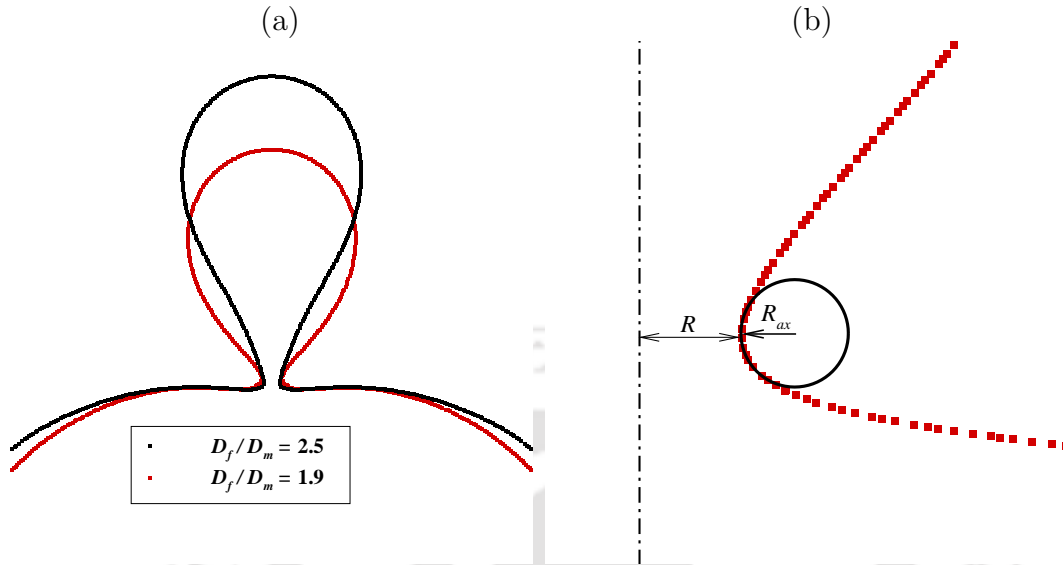 (a)
(b)
D_f/D_m = 2.5
D_f/D_m = 1.9
R
R_ax